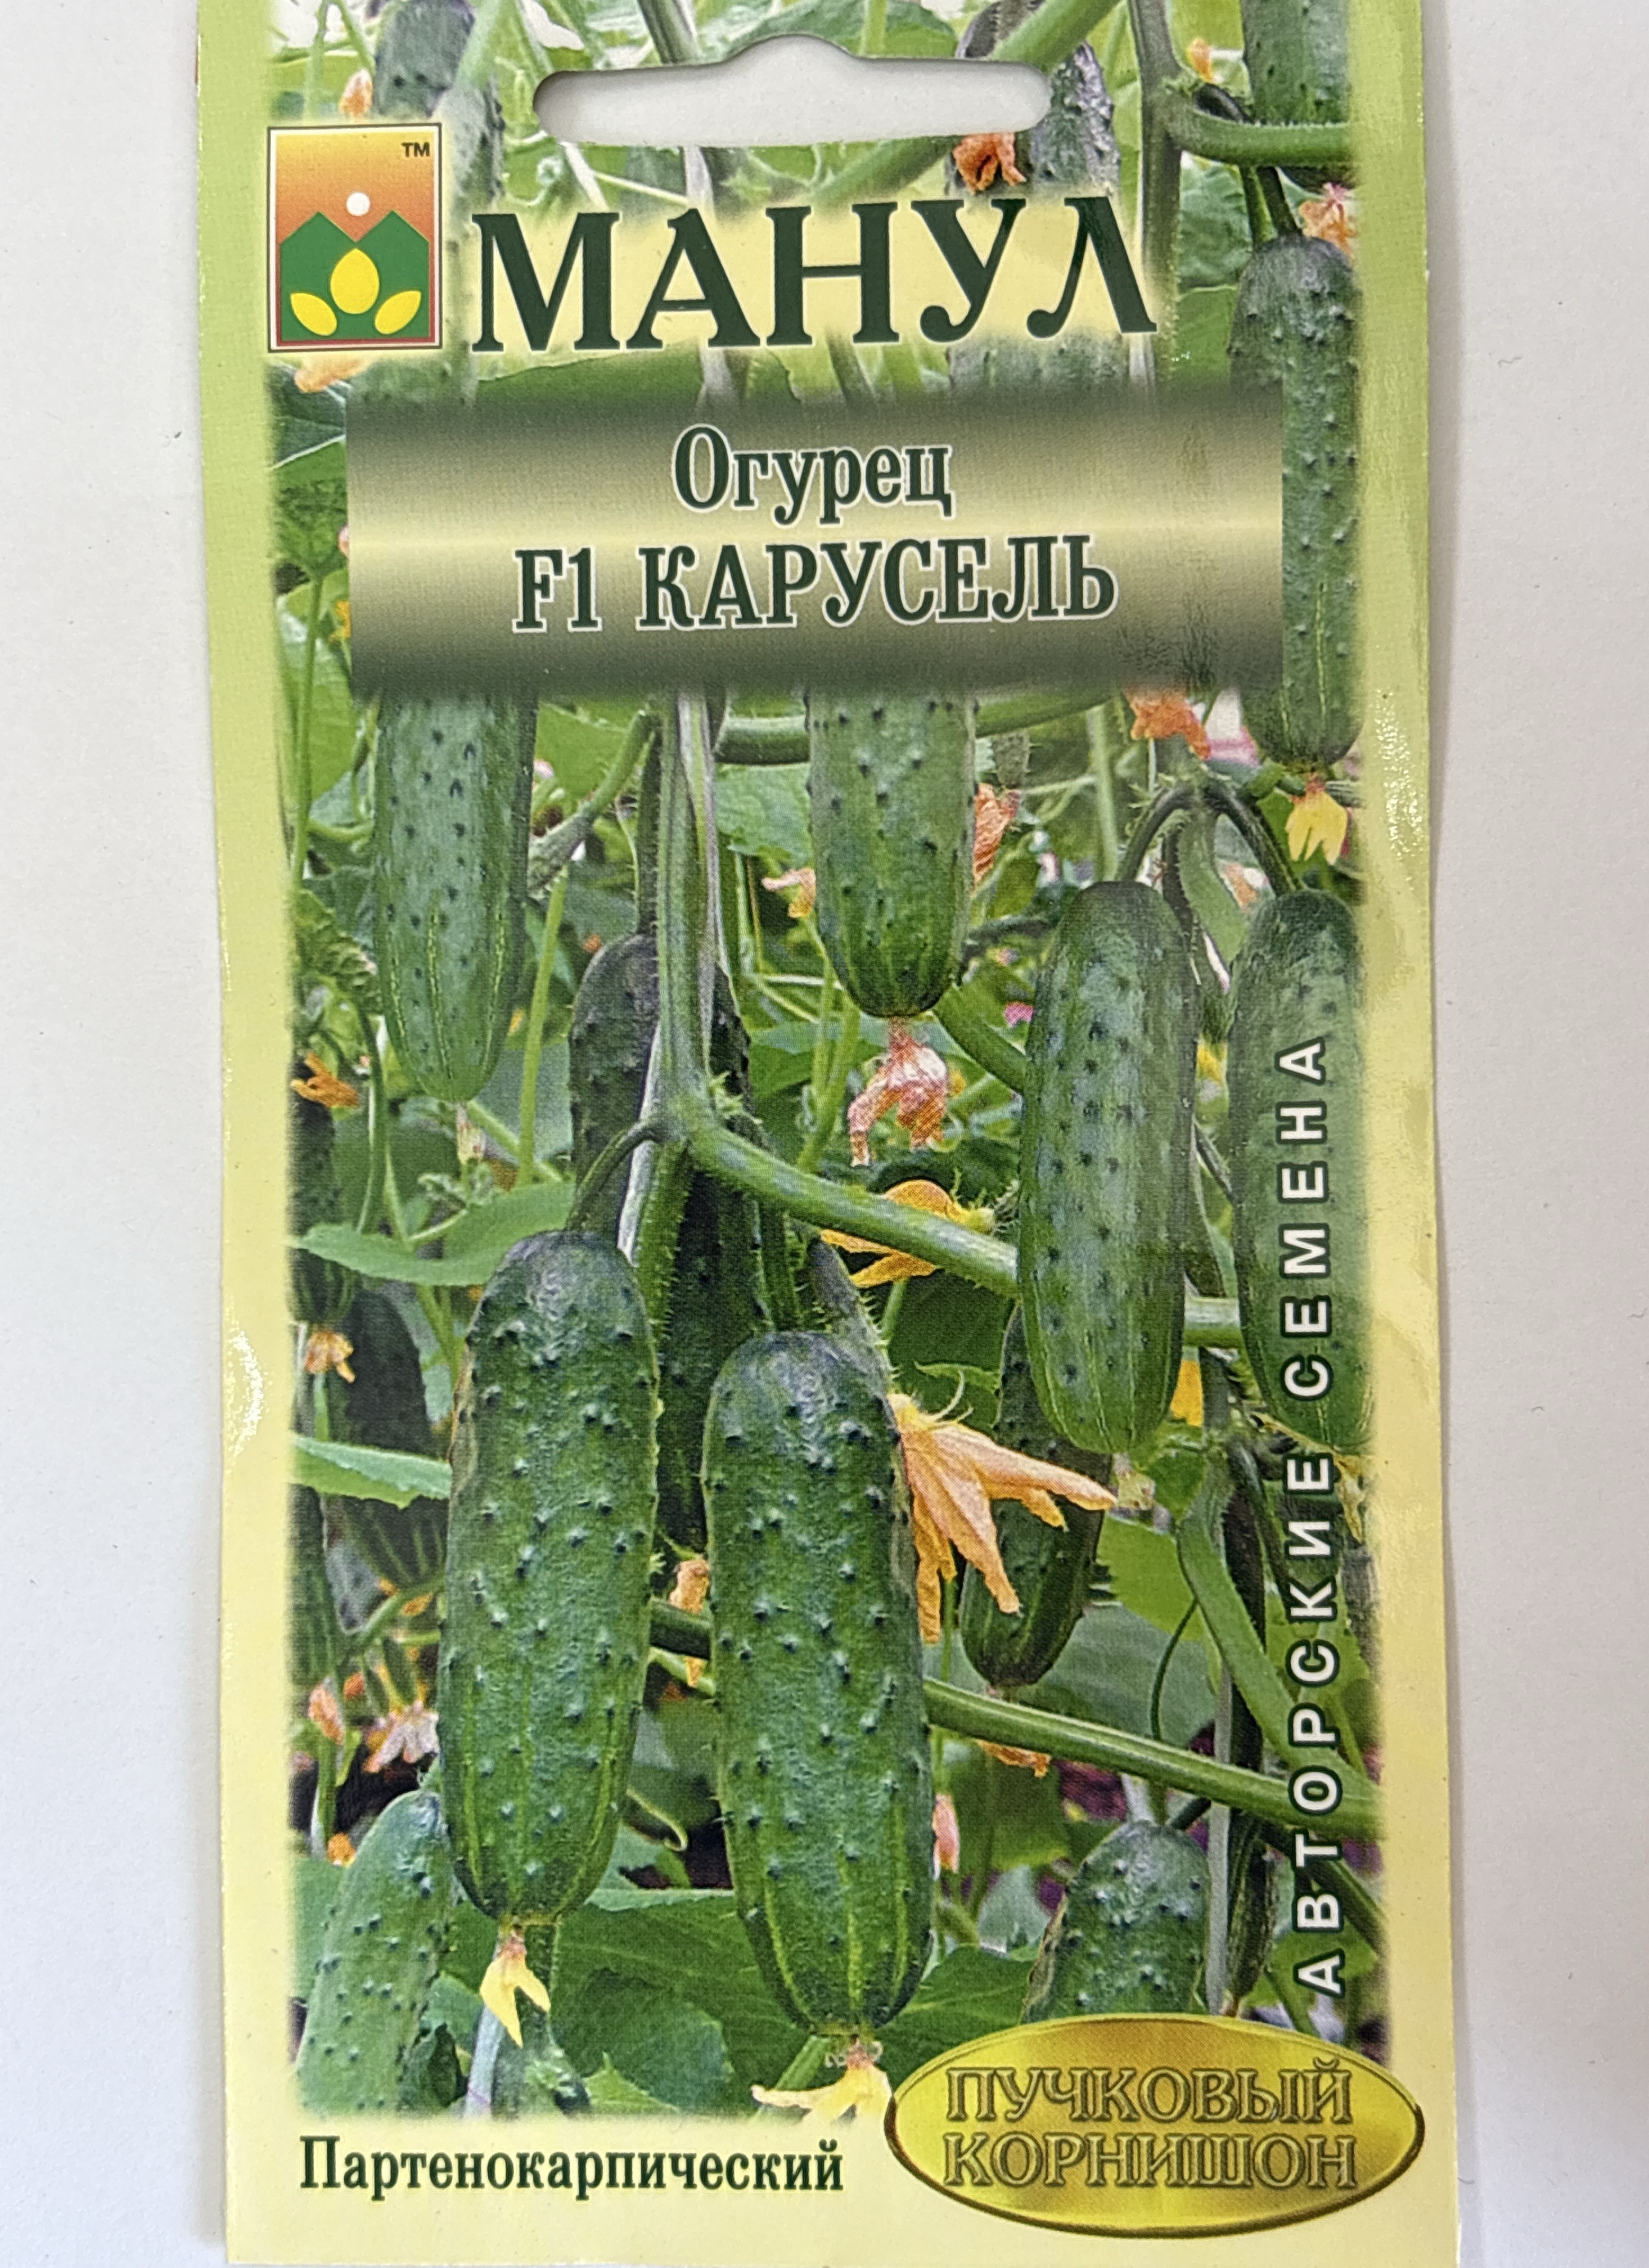 TM
МАНУЛ
Огурец
F1 КАРУСЕЛЬ
АВТОРСКИЕ СЕМЕНА
Партенокарпический
ПУЧКОВЫЙ
КОРНИШОН